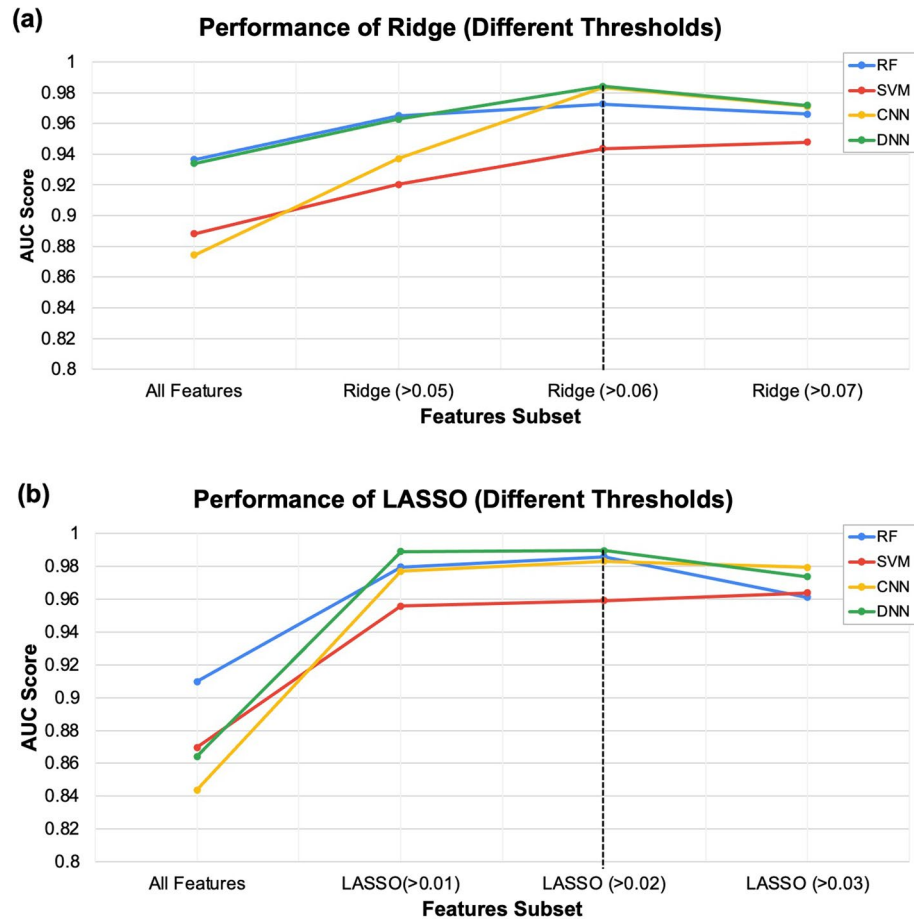 (a)
Performance of Ridge (Different Thresholds)
AUC Score
1
0.98
0.96
0.94
0.92
0.9
0.88
0.86
0.84
0.82
0.8
RF
SVM
CNN
DNN
All Features
Ridge (>0.05)
Ridge (>0.06)
Ridge (>0.07)
Features Subset
(b)
Performance of LASSO (Different Thresholds)
AUC Score
1
0.98
0.96
0.94
0.92
0.9
0.88
0.86
0.84
0.82
0.8
RF
SVM
CNN
DNN
All Features
LASSO(>0.01)
LASSO (>0.02)
LASSO (>0.03)
Features Subset